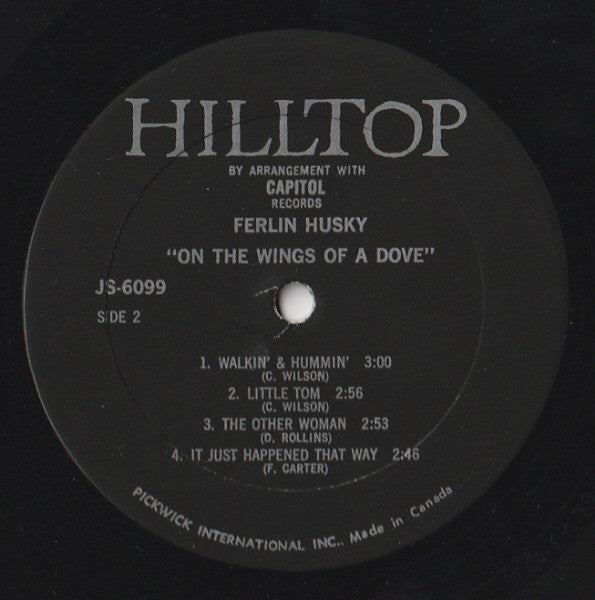 HILLTOP
BY ARRANGEMENT WITH
CAPITOL
RECORDS
FERLIN HUSKY
"ON THE WINGS OF A DOVE"
JS-6099
SIDE 2
1. WALKIN' & HUMMIN' 3:00
(C. WILSON)
2. LITTLE TOM 2:56
(C. WILSON)
3. THE OTHER WOMAN 2:53
(D. ROLLINS)
4. IT JUST HAPPENED THAT WAY 2:46
(F. CARTER)
PICKWICK INTERNATIONAL INC.. Made in Canada